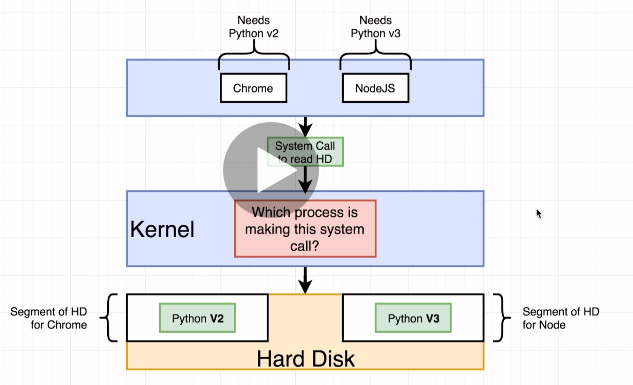 Needs
Python v2
Needs
Python v3
Chrome
NodeJS
System Call
to read HD
Kernel
Which process is
making this system
call?
Segment of HD
for Chrome
Python V2
Python V3
Segment of HD
for Node
Hard Disk